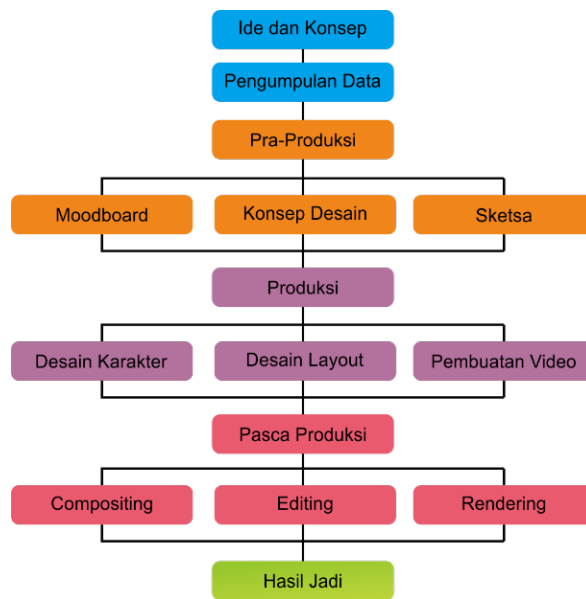 Ide dan Konsep
Pengumpulan Data
Pra-Produksi
Moodboard
Konsep Desain
Sketsa
Produksi
Desain Karakter
Desain Layout
Pembuatan Video
Pasca Produksi
Compositing
Editing
Rendering
Hasil Jadi